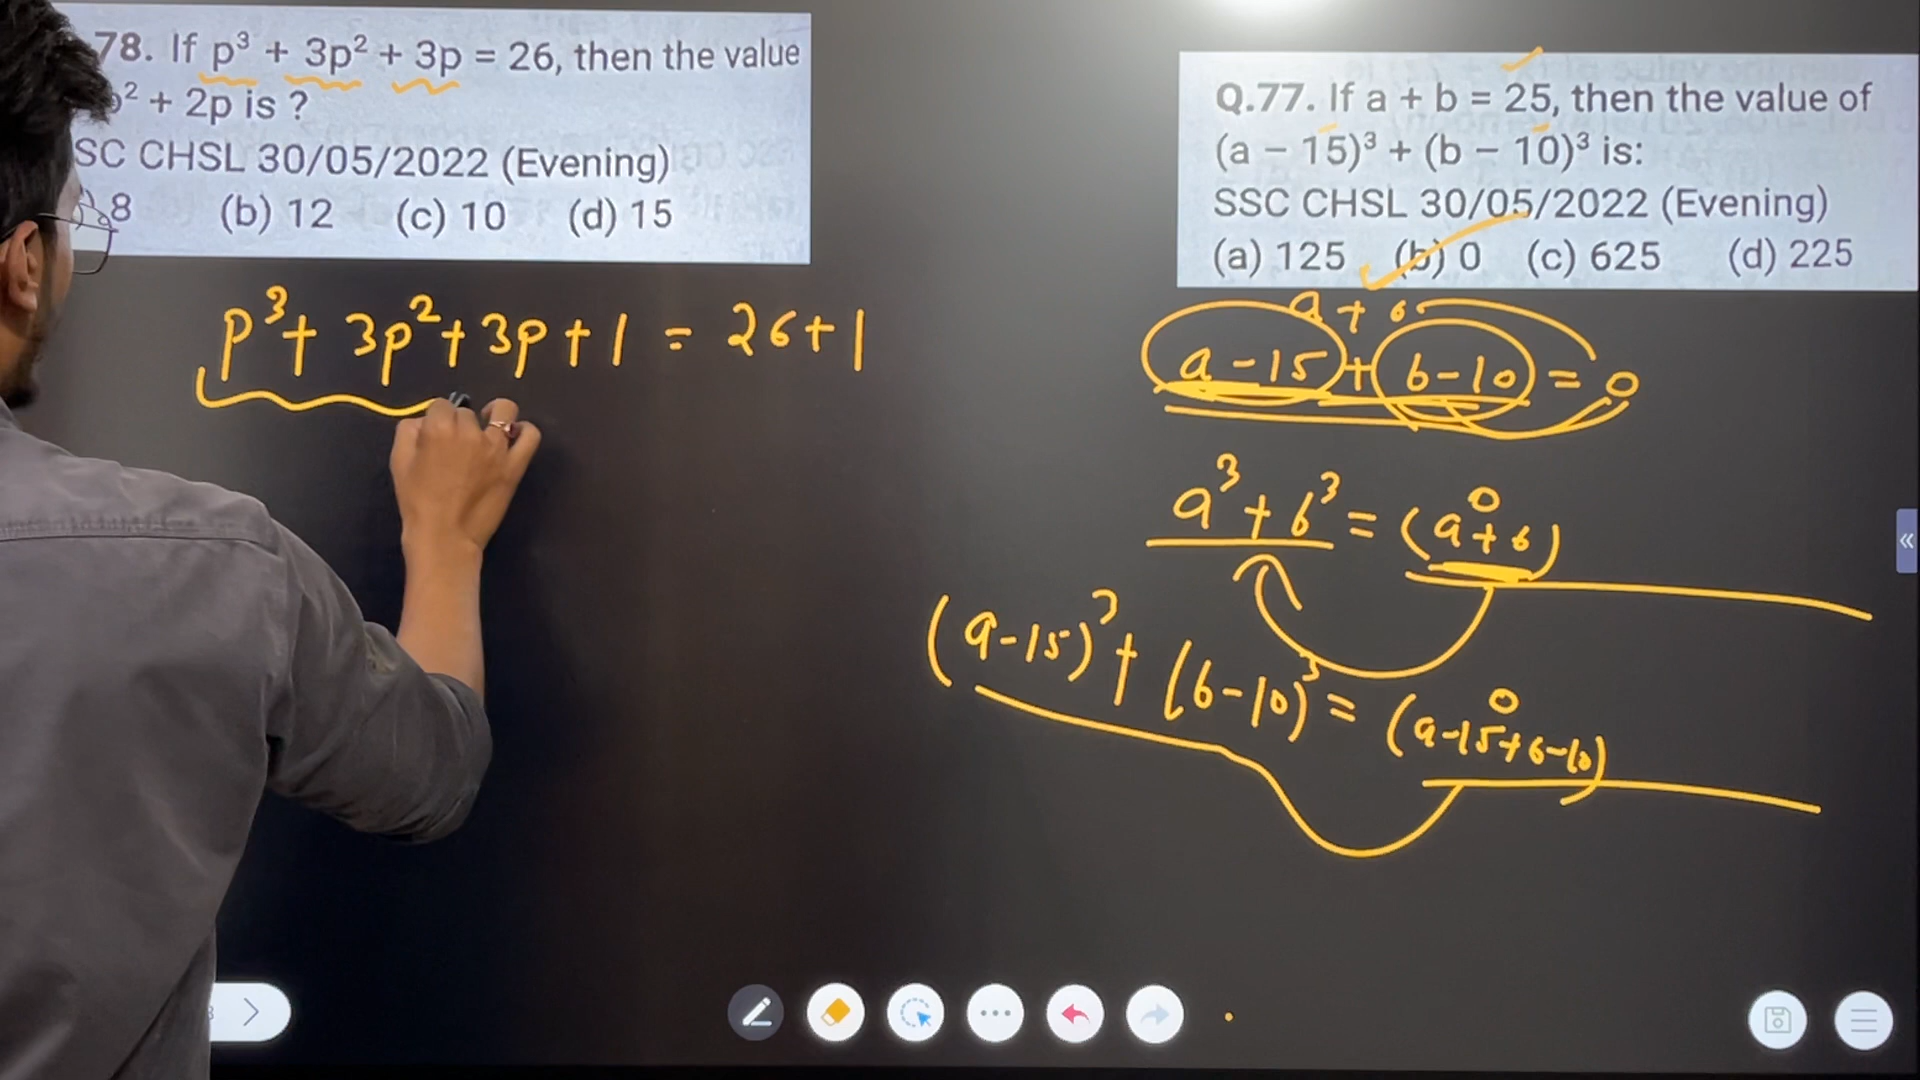 78. If p³ + 3p² + 3p = 26, then the value
p² + 2p is ?
SC CHSL 30/05/2022 (Evening)
8 (b) 12 (c) 10 (d) 15
p³ + 3p² + 3p + 1 = 26 + 1
Q.77. If a + b = 25, then the value of
(a – 15)³ + (b – 10)³ is:
SSC CHSL 30/05/2022 (Evening)
(a) 125 (b) 0 (c) 625 (d) 225
a + b
a - 15 + b - 10 = 0
0
a³ + b³ = (a + b)
0
(a - 15)³ + (b - 10)³ = (a - 15 + b - 10)